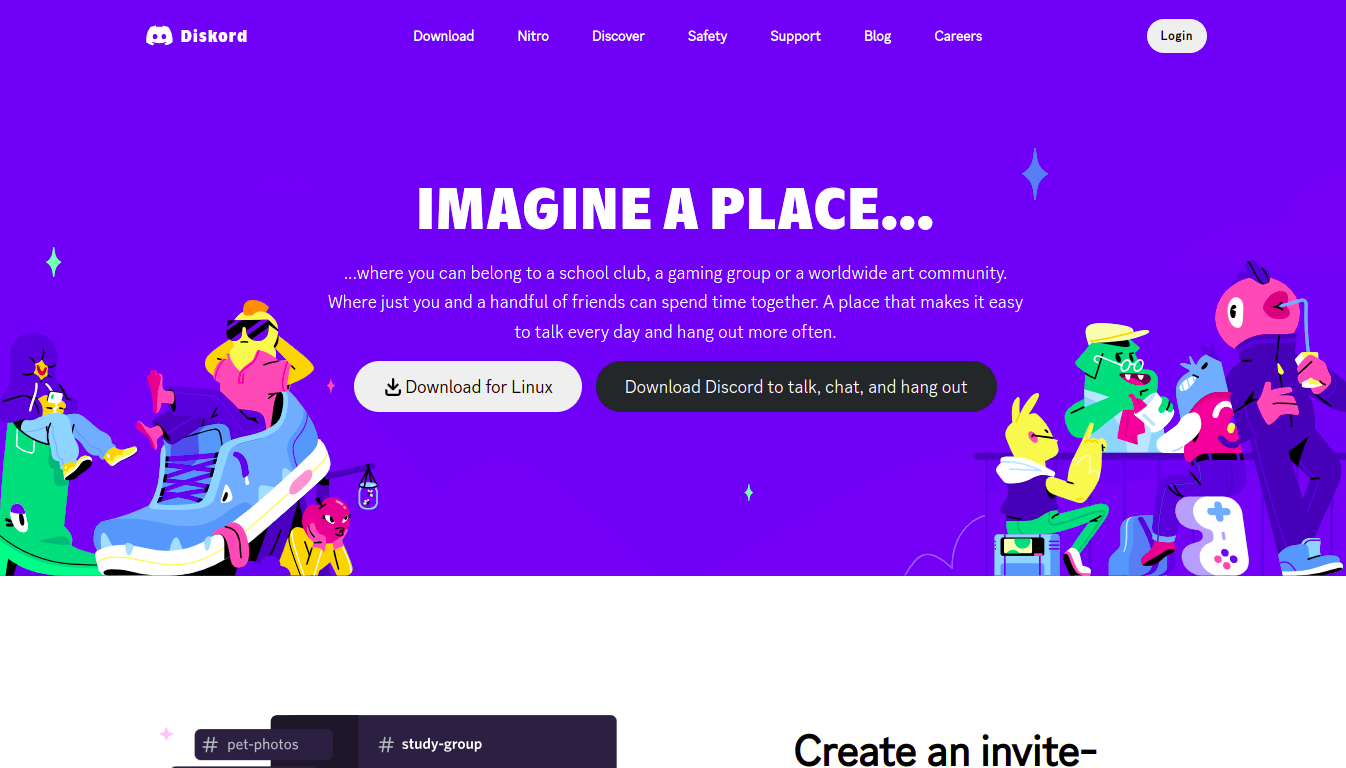 Diskord
Download
Nitro
Discover
Safety
Support
Blog
Careers
Login
IMAGINE A PLACE...
...where you can belong to a school club, a gaming group or a worldwide art community.
Where just you and a handful of friends can spend time together. A place that makes it easy
to talk every day and hang out more often.
Download for Linux
Download Discord to talk, chat, and hang out
# pet-photos
# study-group
Create an invite-